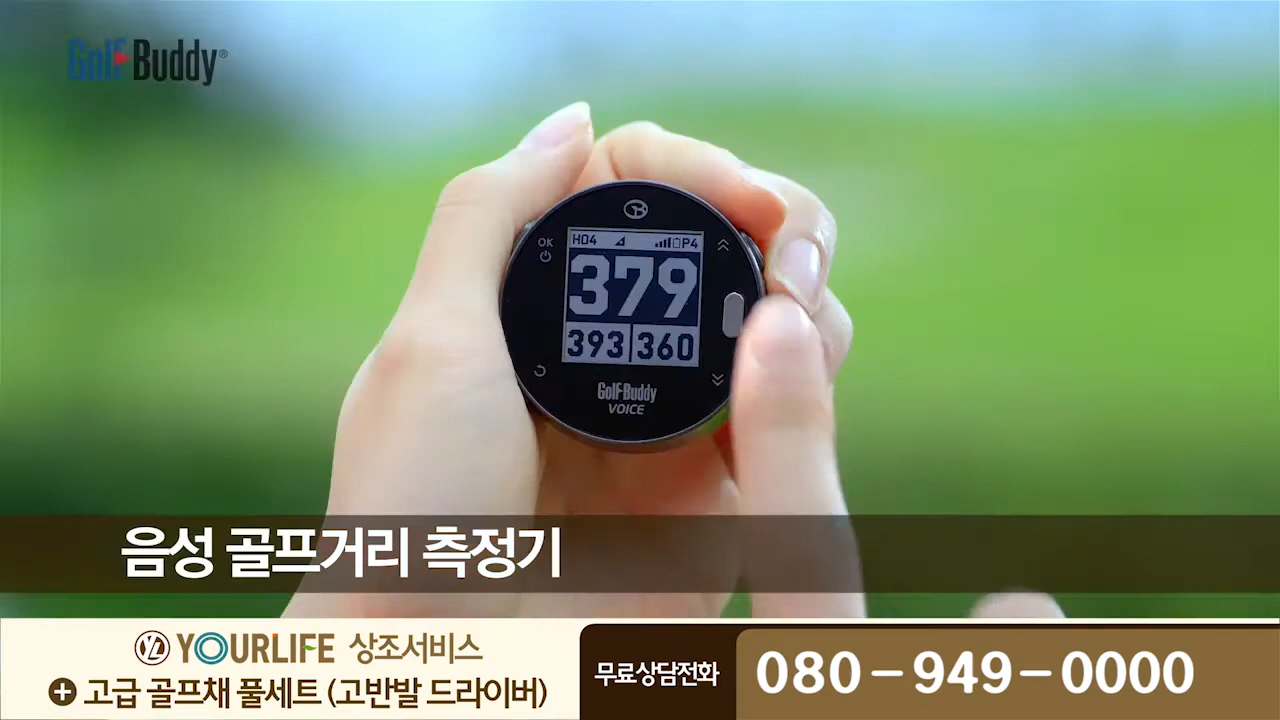 GolfBuddy®
OK
H04 P4
379
393 360
GolfBuddy
VOICE
음성 골프거리 측정기
YOURLIFE 상조서비스
+ 고급 골프채 풀세트 (고반발 드라이버)
무료상담전화
080-949-0000